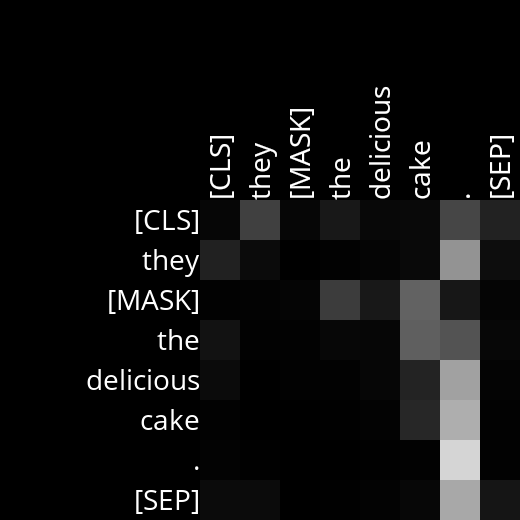 [CLS]
they
[MASK]
the
delicious
cake
.
[SEP]
[CLS]
they
[MASK]
the
delicious
cake
.
[SEP]